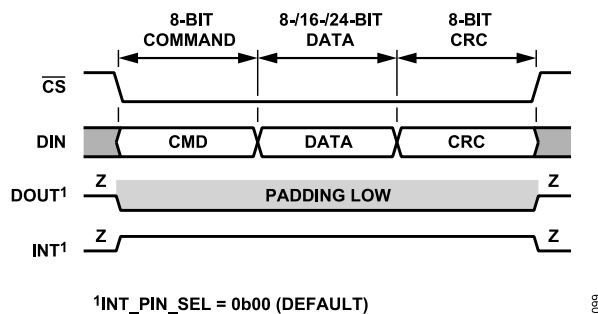 8-BIT 8-/16-/24-BIT 8-BIT
COMMAND DATA CRC
CS
DIN CMD DATA CRC
Z Z
DOUT1 PADDING LOW
Z Z
INT1
1INT_PIN_SEL = 0b00 (DEFAULT)
099